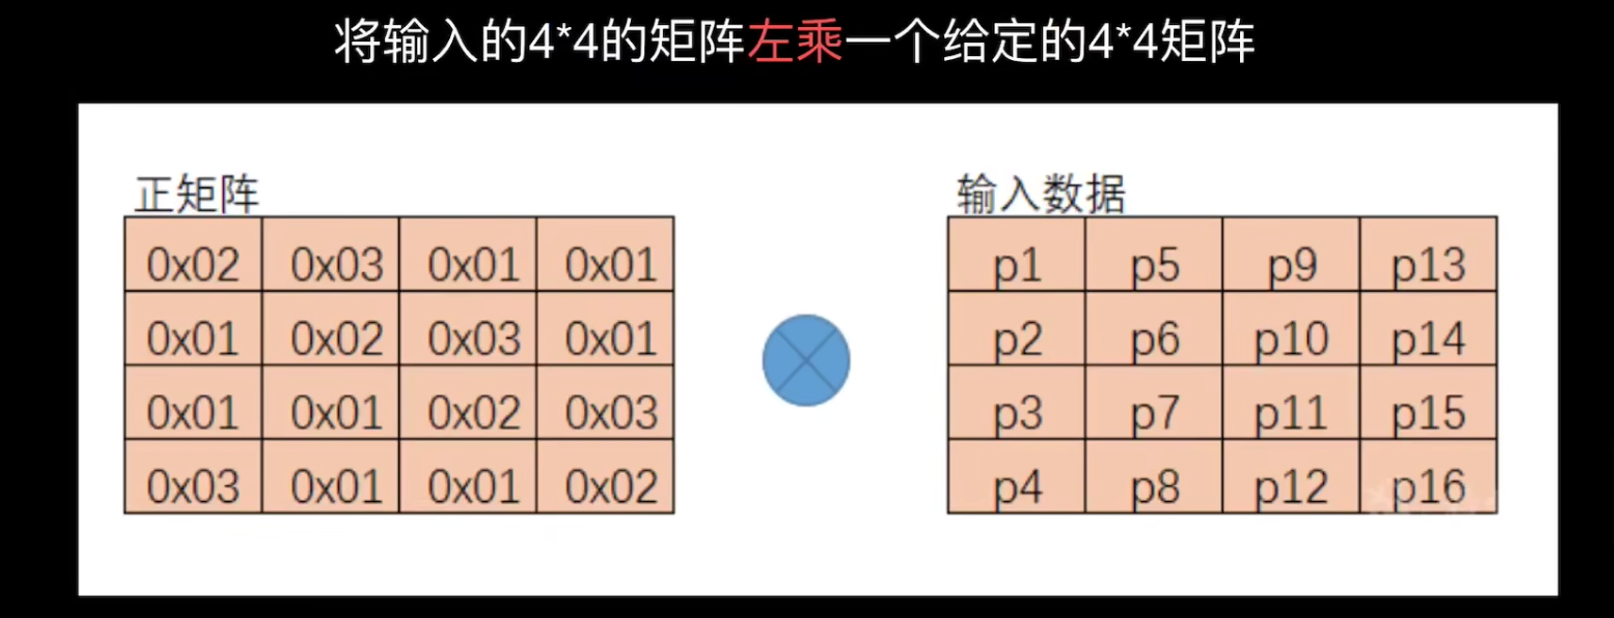 将输入的4*4的矩阵左乘一个给定的4*4矩阵
正矩阵
0x02 0x03 0x01 0x01
0x01 0x02 0x03 0x01
0x01 0x01 0x02 0x03
0x03 0x01 0x01 0x02
输入数据
p1 p5 p9 p13
p2 p6 p10 p14
p3 p7 p11 p15
p4 p8 p12 p16